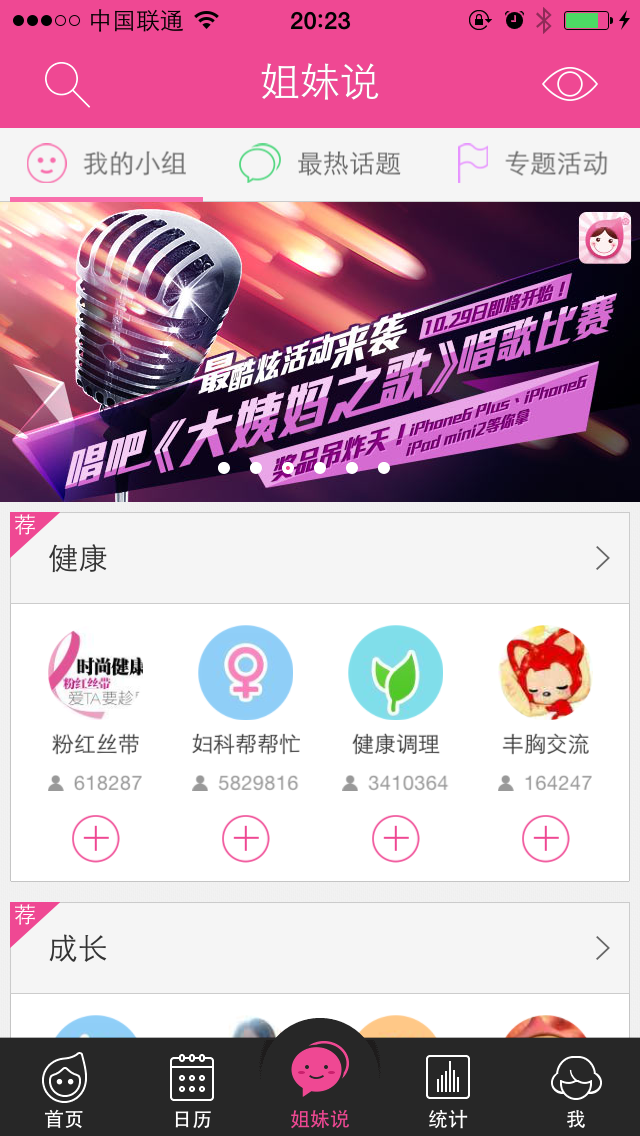 中国联通
20:23
姐妹说
我的小组
最热话题
专题活动
最酷炫活动来袭
10.29日即将开始！
唱吧《大姨妈之歌》唱歌比赛
奖品吊炸天！iPhone6 Plus、iPhone6
iPad mini2等你拿
荐
健康
时尚健康
粉红丝带
爱TA要趁
粉红丝带
妇科帮帮忙
健康调理
丰胸交流
618287
5829816
3410364
164247
荐
成长
首页
日历
姐妹说
统计
我